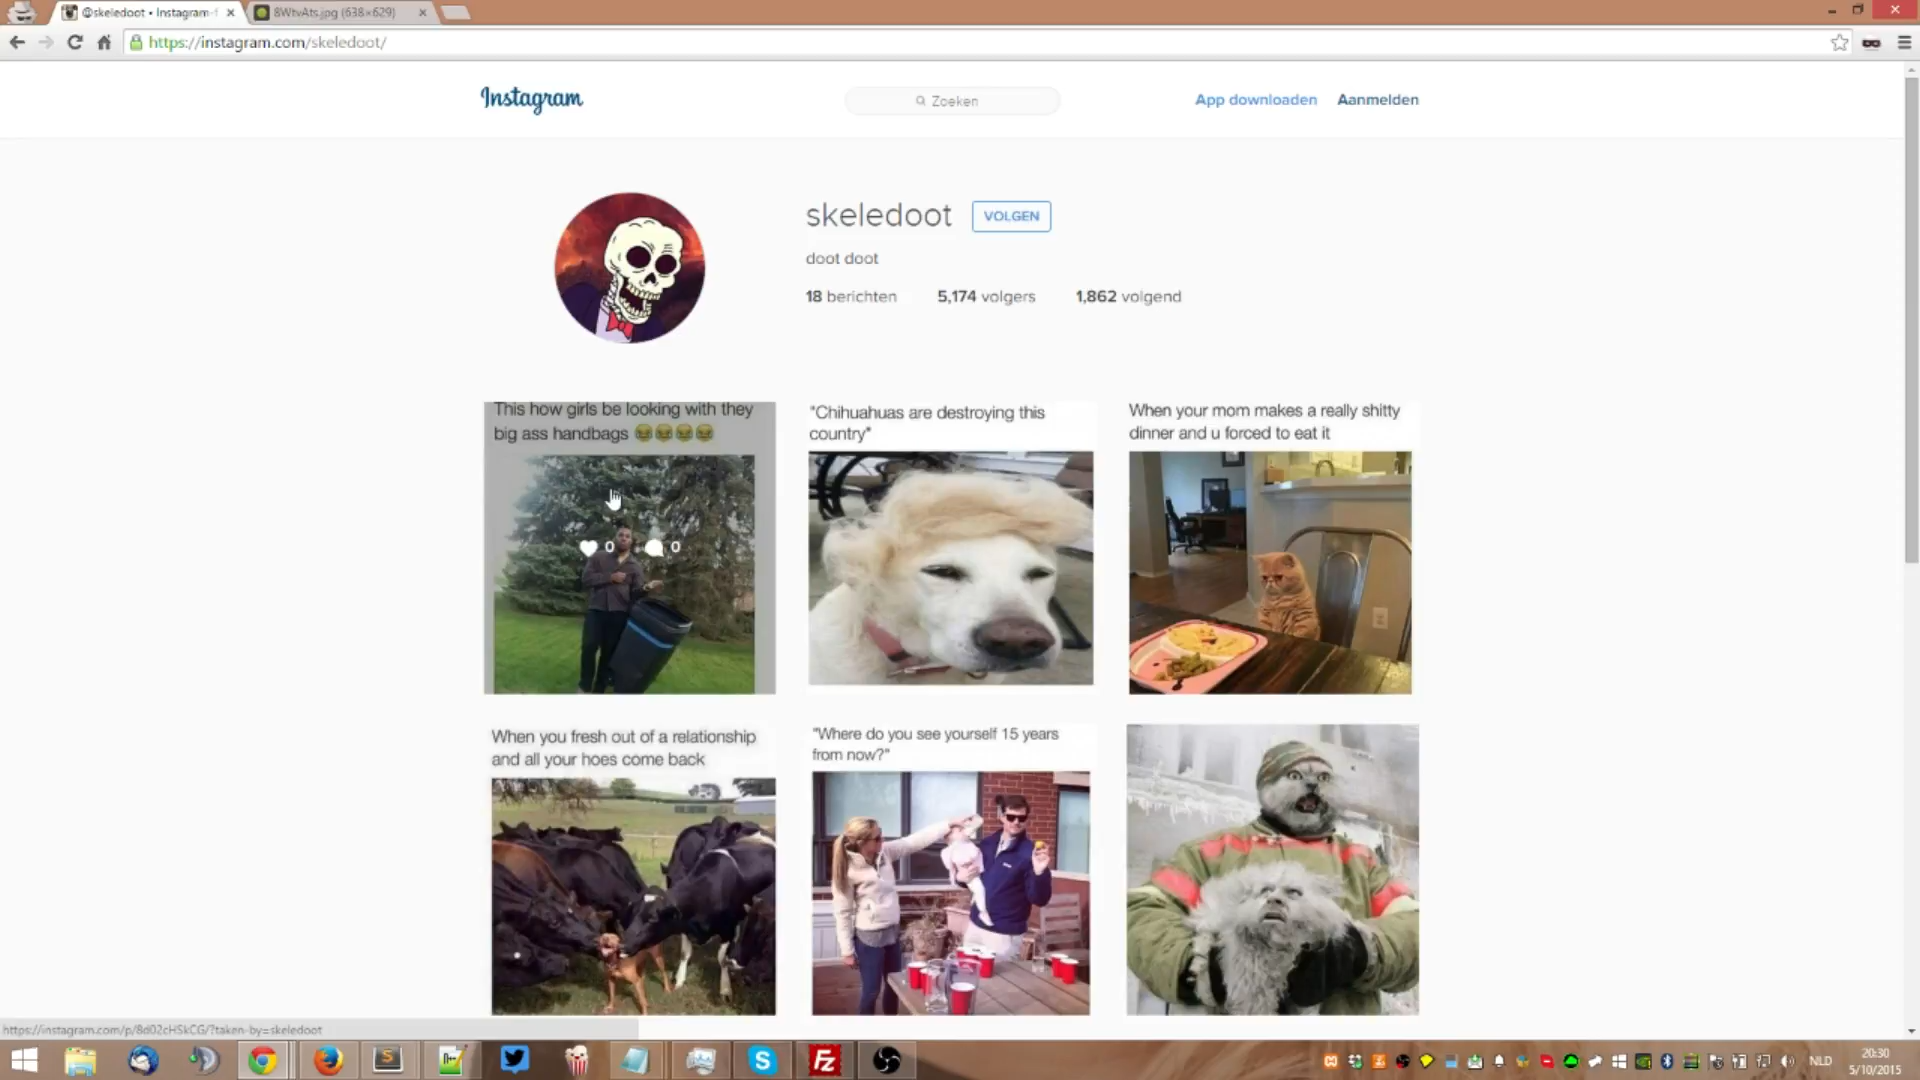 @skeledoot • Instagram-f
8WtvAts.jpg (638×629)
https://instagram.com/skeledoot/
Instagram
Zoeken
App downloaden
Aanmelden
skeledoot
VOLGEN
doot doot
18 berichten
5,174 volgers
1,862 volgend
This how girls be looking with they
big ass handbags 😂😂😂😂
0
0
"Chihuahuas are destroying this
country"
When your mom makes a really shitty
dinner and u forced to eat it
When you fresh out of a relationship
and all your hoes come back
"Where do you see yourself 15 years
from now?"
https://instagram.com/p/8d02cHSkCG/?taken-by=skeledoot
NLD
20:30
5/10/2015